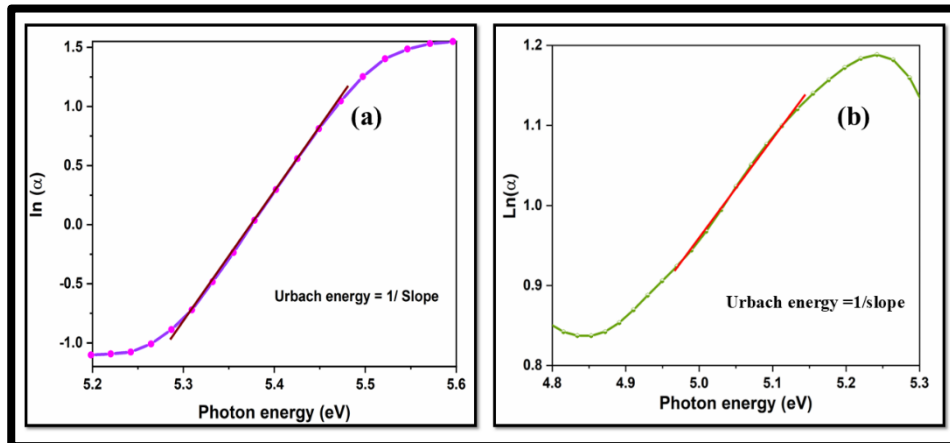 (a)
1.5
1.0
0.5
0.0
-0.5
-1.0
ln (α)
Urbach energy = 1/ Slope
5.2 5.3 5.4 5.5 5.6
Photon energy (eV)
(b)
1.2
1.1
1.0
0.9
0.8
Ln(α)
Urbach energy =1/slope
4.8 4.9 5.0 5.1 5.2 5.3
Photon energy (eV)